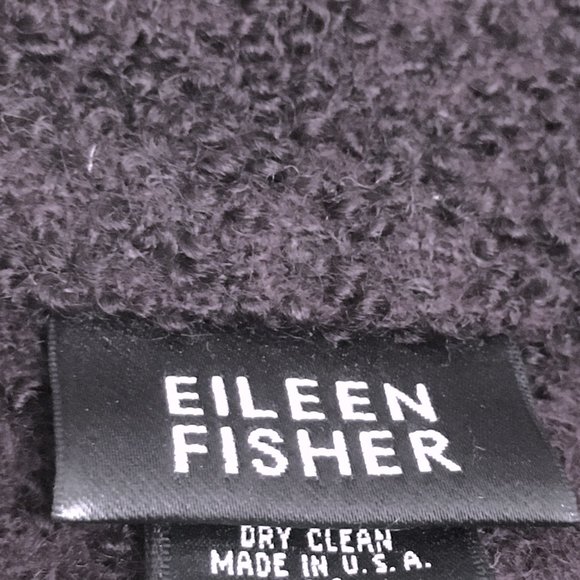 EILEEN
FISHER
DRY CLEAN
MADE IN U.S.A.